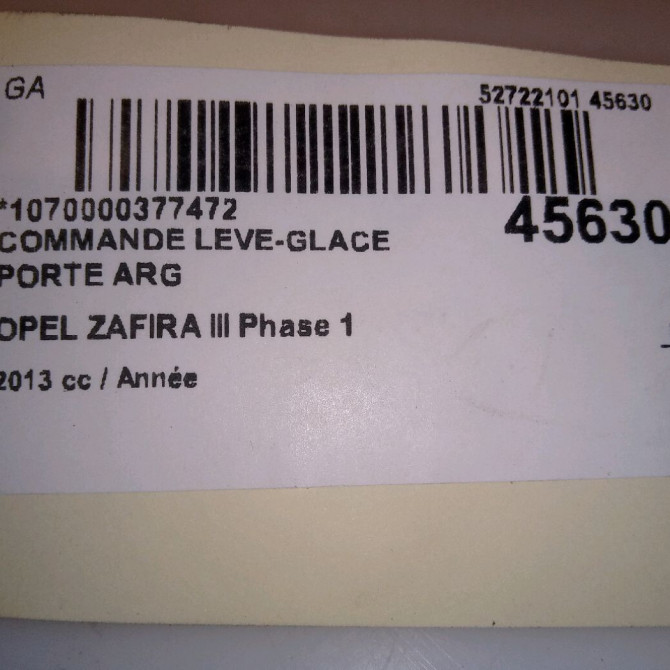 GA
52722101 45630
*1070000377472
45630
COMMANDE LEVE-GLACE
PORTE ARG
OPEL ZAFIRA III Phase 1
2013 cc / Année